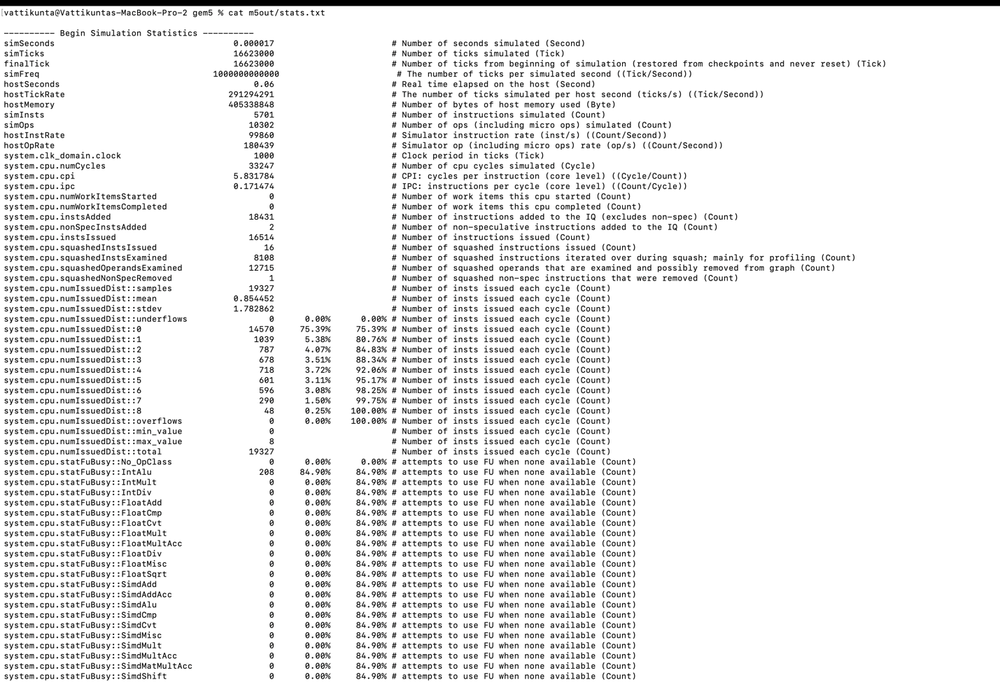 vattikunta@Vattikuntas-MacBook-Pro-2 gem5 % cat m5out/stats.txt
---------- Begin Simulation Statistics ----------
simSeconds 0.000017 # Number of seconds simulated (Second)
simTicks 16623000 # Number of ticks simulated (Tick)
finalTick 16623000 # Number of ticks from beginning of simulation (restored from checkpoints and never reset) (Tick)
simFreq 1000000000000 # The number of ticks per simulated second ((Tick/Second))
hostSeconds 0.06 # Real time elapsed on the host (Second)
hostTickRate 291294291 # The number of ticks simulated per host second (ticks/s) ((Tick/Second))
hostMemory 405338848 # Number of bytes of host memory used (Byte)
simInsts 5701 # Number of instructions simulated (Count)
simOps 10302 # Number of ops (including micro ops) simulated (Count)
hostInstRate 99860 # Simulator instruction rate (inst/s) ((Count/Second))
hostOpRate 180439 # Simulator op (including micro ops) rate (op/s) ((Count/Second))
system.clk_domain.clock 1000 # Clock period in ticks (Tick)
system.cpu.numCycles 33247 # Number of cpu cycles simulated (Cycle)
system.cpu.cpi 5.831784 # CPI: cycles per instruction (core level) ((Cycle/Count))
system.cpu.ipc 0.171474 # IPC: instructions per cycle (core level) ((Count/Cycle))
system.cpu.numWorkItemsStarted 0 # Number of work items this cpu started (Count)
system.cpu.numWorkItemsCompleted 0 # Number of work items this cpu completed (Count)
system.cpu.instsAdded 18431 # Number of instructions added to the IQ (excludes non-spec) (Count)
system.cpu.nonSpecInstsAdded 2 # Number of non-speculative instructions added to the IQ (Count)
system.cpu.instsIssued 16514 # Number of instructions issued (Count)
system.cpu.squashedInstsIssued 16 # Number of squashed instructions issued (Count)
system.cpu.squashedInstsExamined 8108 # Number of squashed instructions iterated over during squash; mainly for profiling (Count)
system.cpu.squashedOperandsExamined 12715 # Number of squashed operands that are examined and possibly removed from graph (Count)
system.cpu.squashedNonSpecRemoved 1 # Number of squashed non-spec instructions that were removed (Count)
system.cpu.numIssuedDist::samples 19327 # Number of insts issued each cycle (Count)
system.cpu.numIssuedDist::mean 0.854452 # Number of insts issued each cycle (Count)
system.cpu.numIssuedDist::stdev 1.782862 # Number of insts issued each cycle (Count)
system.cpu.numIssuedDist::underflows 0 0.00% 0.00% # Number of insts issued each cycle (Count)
system.cpu.numIssuedDist::0 14570 75.39% 75.39% # Number of insts issued each cycle (Count)
system.cpu.numIssuedDist::1 1039 5.38% 80.76% # Number of insts issued each cycle (Count)
system.cpu.numIssuedDist::2 787 4.07% 84.83% # Number of insts issued each cycle (Count)
system.cpu.numIssuedDist::3 678 3.51% 88.34% # Number of insts issued each cycle (Count)
system.cpu.numIssuedDist::4 718 3.72% 92.06% # Number of insts issued each cycle (Count)
system.cpu.numIssuedDist::5 601 3.11% 95.17% # Number of insts issued each cycle (Count)
system.cpu.numIssuedDist::6 596 3.08% 98.25% # Number of insts issued each cycle (Count)
system.cpu.numIssuedDist::7 290 1.50% 99.75% # Number of insts issued each cycle (Count)
system.cpu.numIssuedDist::8 48 0.25% 100.00% # Number of insts issued each cycle (Count)
system.cpu.numIssuedDist::overflows 0 0.00% 100.00% # Number of insts issued each cycle (Count)
system.cpu.numIssuedDist::min_value 0 # Number of insts issued each cycle (Count)
system.cpu.numIssuedDist::max_value 8 # Number of insts issued each cycle (Count)
system.cpu.numIssuedDist::total 19327 # Number of insts issued each cycle (Count)
system.cpu.statFuBusy::No_OpClass 0 0.00% 0.00% # attempts to use FU when none available (Count)
system.cpu.statFuBusy::IntAlu 208 84.90% 84.90% # attempts to use FU when none available (Count)
system.cpu.statFuBusy::IntMult 0 0.00% 84.90% # attempts to use FU when none available (Count)
system.cpu.statFuBusy::IntDiv 0 0.00% 84.90% # attempts to use FU when none available (Count)
system.cpu.statFuBusy::FloatAdd 0 0.00% 84.90% # attempts to use FU when none available (Count)
system.cpu.statFuBusy::FloatCmp 0 0.00% 84.90% # attempts to use FU when none available (Count)
system.cpu.statFuBusy::FloatCvt 0 0.00% 84.90% # attempts to use FU when none available (Count)
system.cpu.statFuBusy::FloatMult 0 0.00% 84.90% # attempts to use FU when none available (Count)
system.cpu.statFuBusy::FloatMultAcc 0 0.00% 84.90% # attempts to use FU when none available (Count)
system.cpu.statFuBusy::FloatDiv 0 0.00% 84.90% # attempts to use FU when none available (Count)
system.cpu.statFuBusy::FloatMisc 0 0.00% 84.90% # attempts to use FU when none available (Count)
system.cpu.statFuBusy::FloatSqrt 0 0.00% 84.90% # attempts to use FU when none available (Count)
system.cpu.statFuBusy::SimdAdd 0 0.00% 84.90% # attempts to use FU when none available (Count)
system.cpu.statFuBusy::SimdAddAcc 0 0.00% 84.90% # attempts to use FU when none available (Count)
system.cpu.statFuBusy::SimdAlu 0 0.00% 84.90% # attempts to use FU when none available (Count)
system.cpu.statFuBusy::SimdCmp 0 0.00% 84.90% # attempts to use FU when none available (Count)
system.cpu.statFuBusy::SimdCvt 0 0.00% 84.90% # attempts to use FU when none available (Count)
system.cpu.statFuBusy::SimdMisc 0 0.00% 84.90% # attempts to use FU when none available (Count)
system.cpu.statFuBusy::SimdMult 0 0.00% 84.90% # attempts to use FU when none available (Count)
system.cpu.statFuBusy::SimdMultAcc 0 0.00% 84.90% # attempts to use FU when none available (Count)
system.cpu.statFuBusy::SimdMatMultAcc 0 0.00% 84.90% # attempts to use FU when none available (Count)
system.cpu.statFuBusy::SimdShift 0 0.00% 84.90% # attempts to use FU when none available (Count)